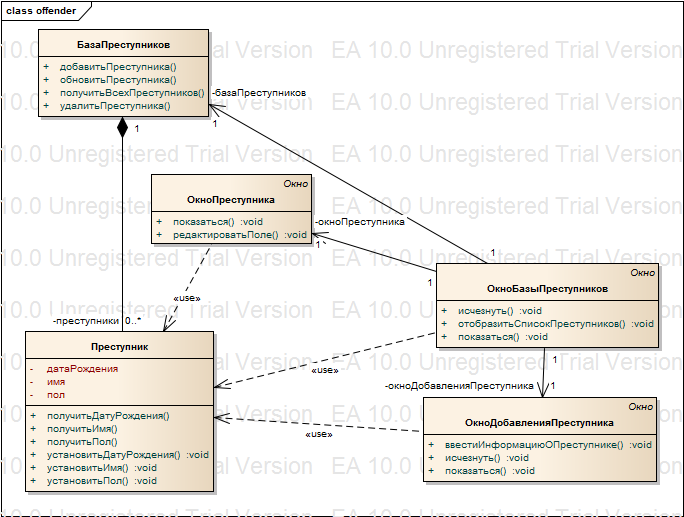 class offender
EA 10.0 Unregistered Trial Version
БазаПреступников
+ добавитьПреступника()
+ обновитьПреступника()
+ получитьВсехПреступников()
+ удалитьПреступника()
-базаПреступников
1
1
Окно
ОкноПреступника
+ показаться() :void
+ редактироватьПоле() :void
-окноПреступника
1
1
1
Окно
ОкноБазыПреступников
+ исчезнуть() :void
+ отобразитьСписокПреступников() :void
+ показаться() :void
«use»
-преступники 0..*
Преступник
- датаРождения
- имя
- пол
+ получитьДатуРождения()
+ получитьИмя()
+ получитьПол()
+ установитьДатуРождения() :void
+ установитьИмя() :void
+ установитьПол() :void
«use»
1
-окноДобавленияПреступника
1
Окно
ОкноДобавленияПреступника
+ ввестиИнформациюОПреступнике() :void
+ исчезнуть() :void
+ показаться() :void
«use»